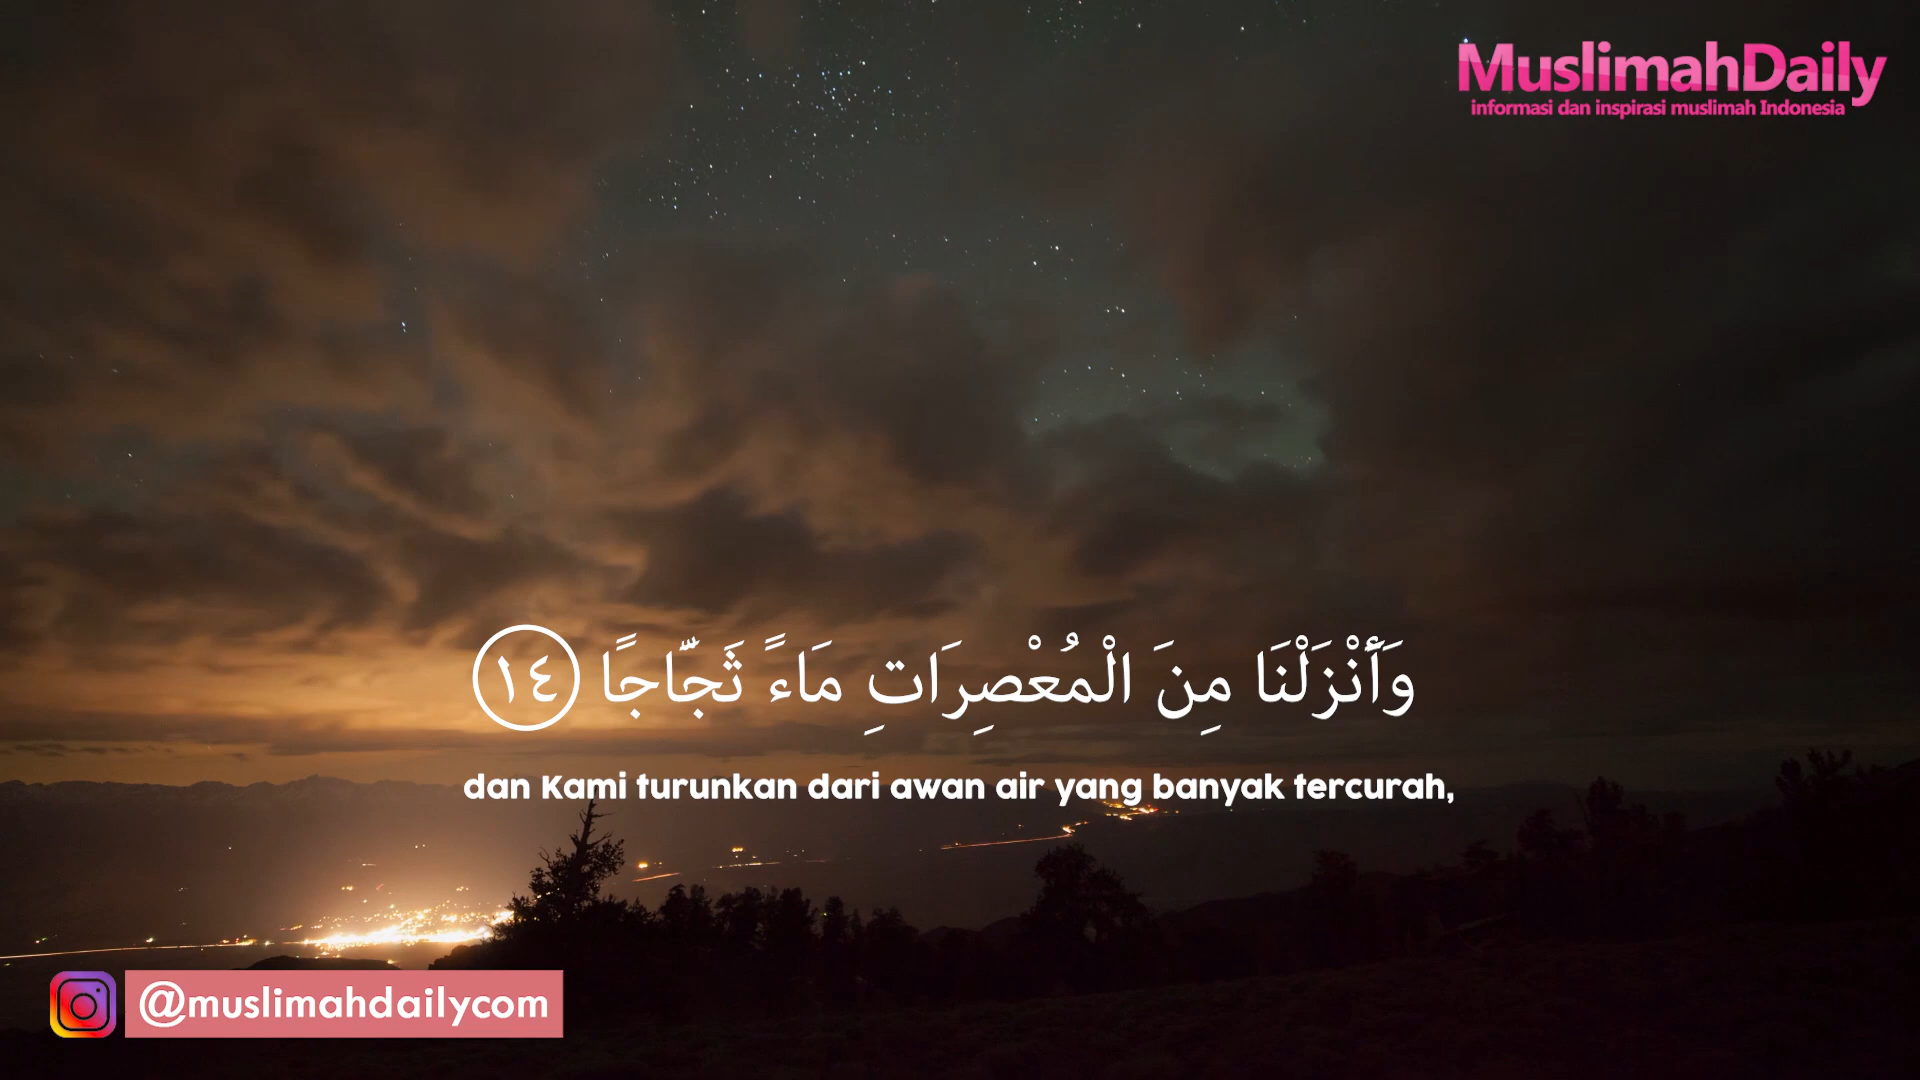 MuslimahDaily
informasi dan inspirasi muslimah Indonesia
وَأَنْزَلْنَا مِنَ الْمُعْصِرَاتِ مَاءً ثَجَّاجًا ١٤
dan Kami turunkan dari awan air yang banyak tercurah,
@muslimahdailycom